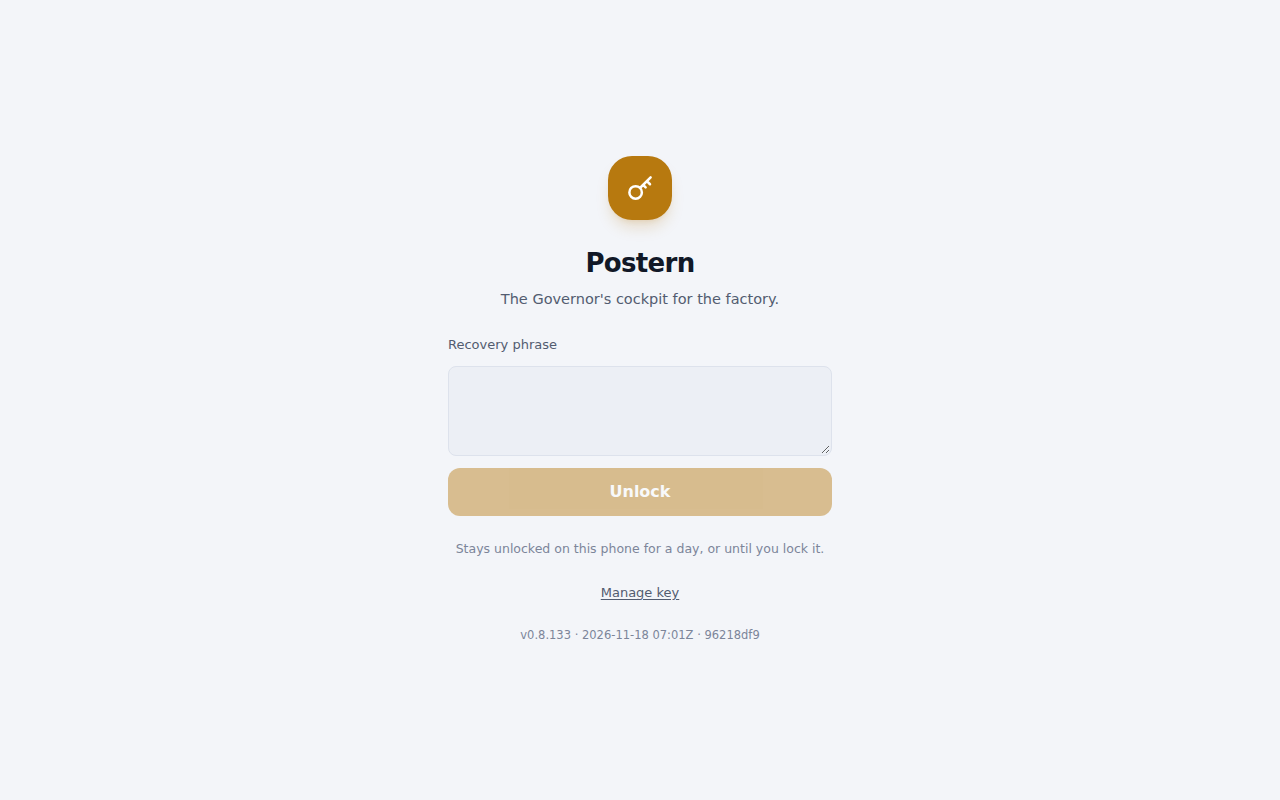 Postern
The Governor's cockpit for the factory.
Recovery phrase
Unlock
Stays unlocked on this phone for a day, or until you lock it.
Manage key
v0.8.133 · 2026-11-18 07:01Z · 96218df9